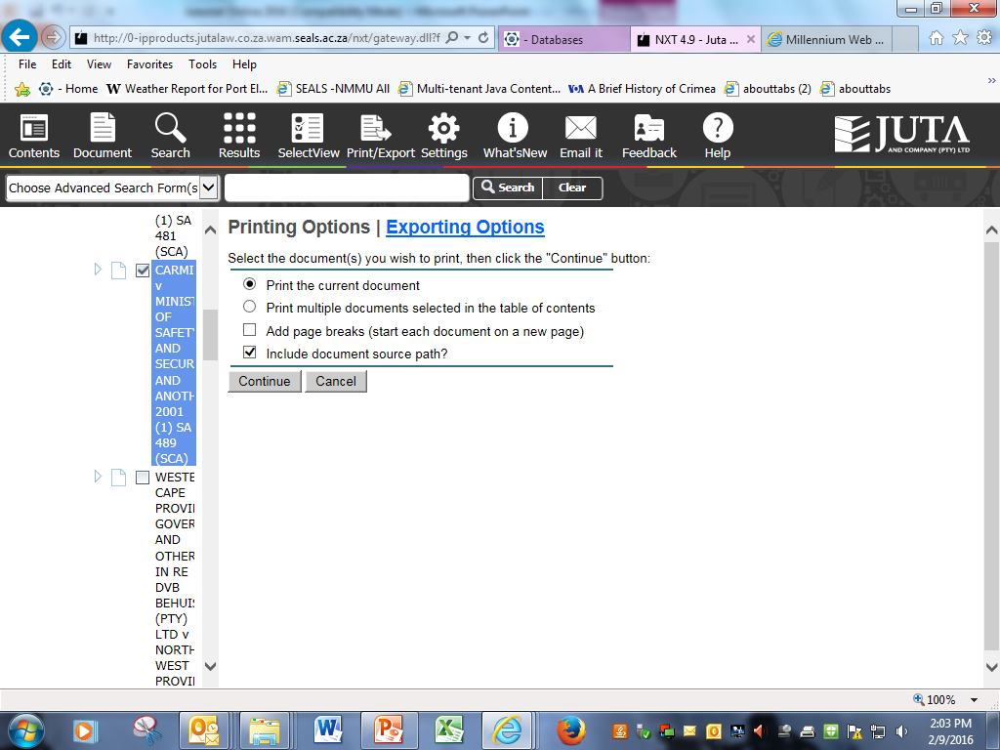 http://0-ipproducts.jutalaw.co.za.wam.seals.ac.za/nxt/gateway.dll?f
- Databases
NXT 4.9 - Juta ...
Millennium Web ...
File Edit View Favorites Tools Help
- Home
Weather Report for Port El...
SEALS -NMMU All
Multi-tenant Java Content...
VOA A Brief History of Crimea
abouttabs (2)
abouttabs
Contents Document Search Results SelectView Print/Export Settings What'sNew Email it Feedback Help
JUTA
AND COMPANY (PTY) LTD
Choose Advanced Search Form(s
Search
Clear
(1) SA
481
(SCA)
CARMI
v
MINIST
OF
SAFETY
AND
SECUR
AND
ANOTH
2001
(1) SA
489
(SCA)
WESTE
CAPE
PROVI
GOVER
AND
OTHER
IN RE
DVB
BEHUIS
(PTY)
LTD v
NORTH
WEST
PROVI
Printing Options | Exporting Options
Select the document(s) you wish to print, then click the "Continue" button:
Print the current document
Print multiple documents selected in the table of contents
Add page breaks (start each document on a new page)
Include document source path?
Continue
Cancel
100%
2:03 PM
2/9/2016